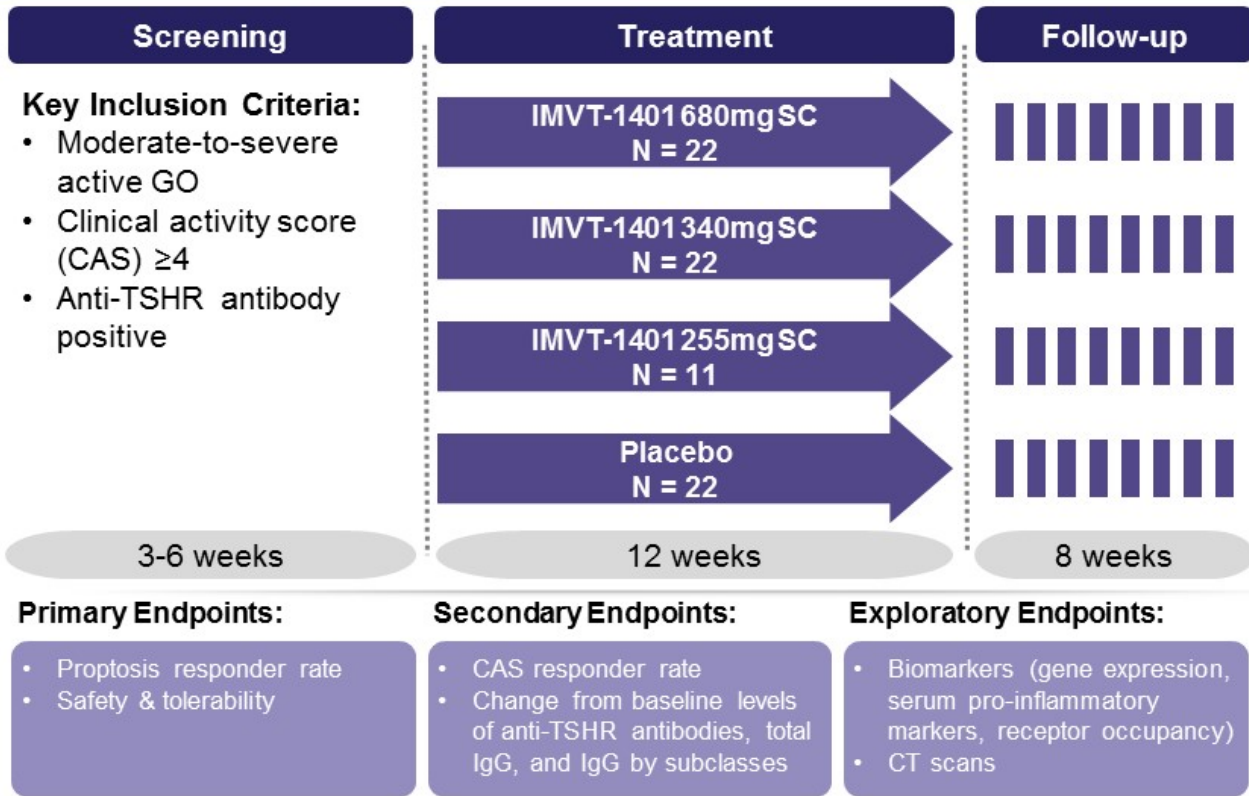 Screening
Key Inclusion Criteria:
• Moderate-to-severe
active GO
• Clinical activity score
(CAS) ≥4
• Anti-TSHR antibody
positive
3-6 weeks
Treatment
IMVT-1401 680mg SC
N = 22
IMVT-1401 340mg SC
N = 22
IMVT-1401 255mg SC
N = 11
Placebo
N = 22
12 weeks
Follow-up
8 weeks
Primary Endpoints:
• Proptosis responder rate
• Safety & tolerability
Secondary Endpoints:
• CAS responder rate
• Change from baseline levels
of anti-TSHR antibodies, total
IgG, and IgG by subclasses
Exploratory Endpoints:
• Biomarkers (gene expression,
serum pro-inflammatory
markers, receptor occupancy)
• CT scans